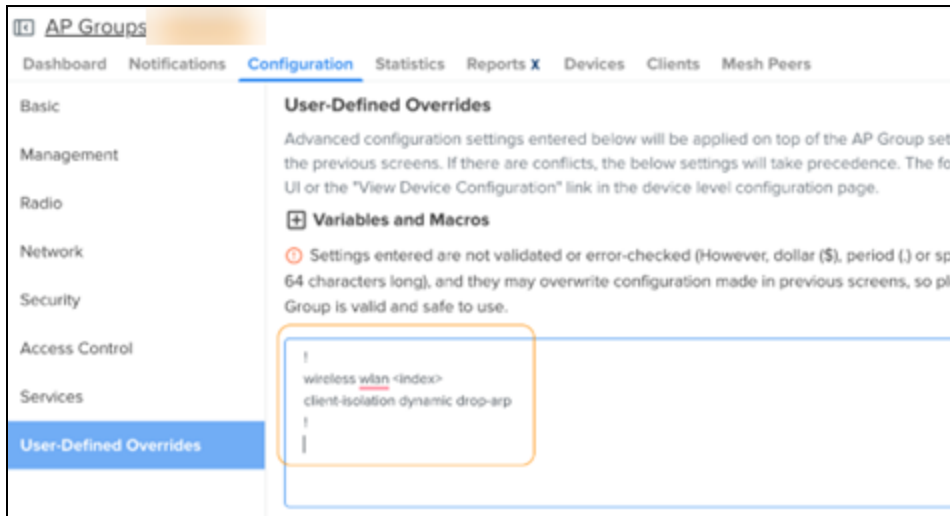 AP Groups
Dashboard Notifications Configuration Statistics Reports X Devices Clients Mesh Peers
Basic
Management
Radio
Network
Security
Access Control
Services
User-Defined Overrides
User-Defined Overrides
Advanced configuration settings entered below will be applied on top of the AP Group set
the previous screens. If there are conflicts, the below settings will take precedence. The fo
UI or the "View Device Configuration" link in the device level configuration page.
Variables and Macros
Settings entered are not validated or error-checked (However, dollar ($), period (.) or sp
64 characters long), and they may overwrite configuration made in previous screens, so pl
Group is valid and safe to use.
!
wireless wlan <index>
client-isolation dynamic drop-arp
!